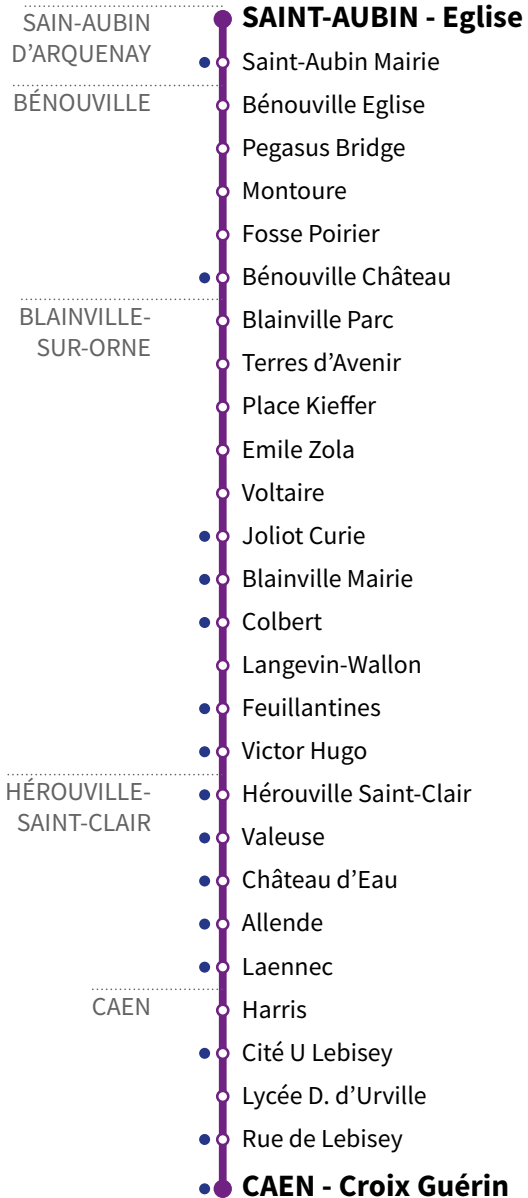 SAIN-AUBIN
D’ARQUENAY
SAINT-AUBIN - Eglise
Saint-Aubin Mairie
BÉNOUVILLE
Bénouville Eglise
Pegasus Bridge
Montoure
Fosse Poirier
Bénouville Château
BLAINVILLE-
SUR-ORNE
Blainville Parc
Terres d’Avenir
Place Kieffer
Emile Zola
Voltaire
Joliot Curie
Blainville Mairie
Colbert
Langevin-Wallon
Feuillantines
Victor Hugo
HÉROUVILLE-
SAINT-CLAIR
Hérouville Saint-Clair
Valeuse
Château d’Eau
Allende
Laennec
CAEN
Harris
Cité U Lebisey
Lycée D. d’Urville
Rue de Lebisey
CAEN - Croix Guérin